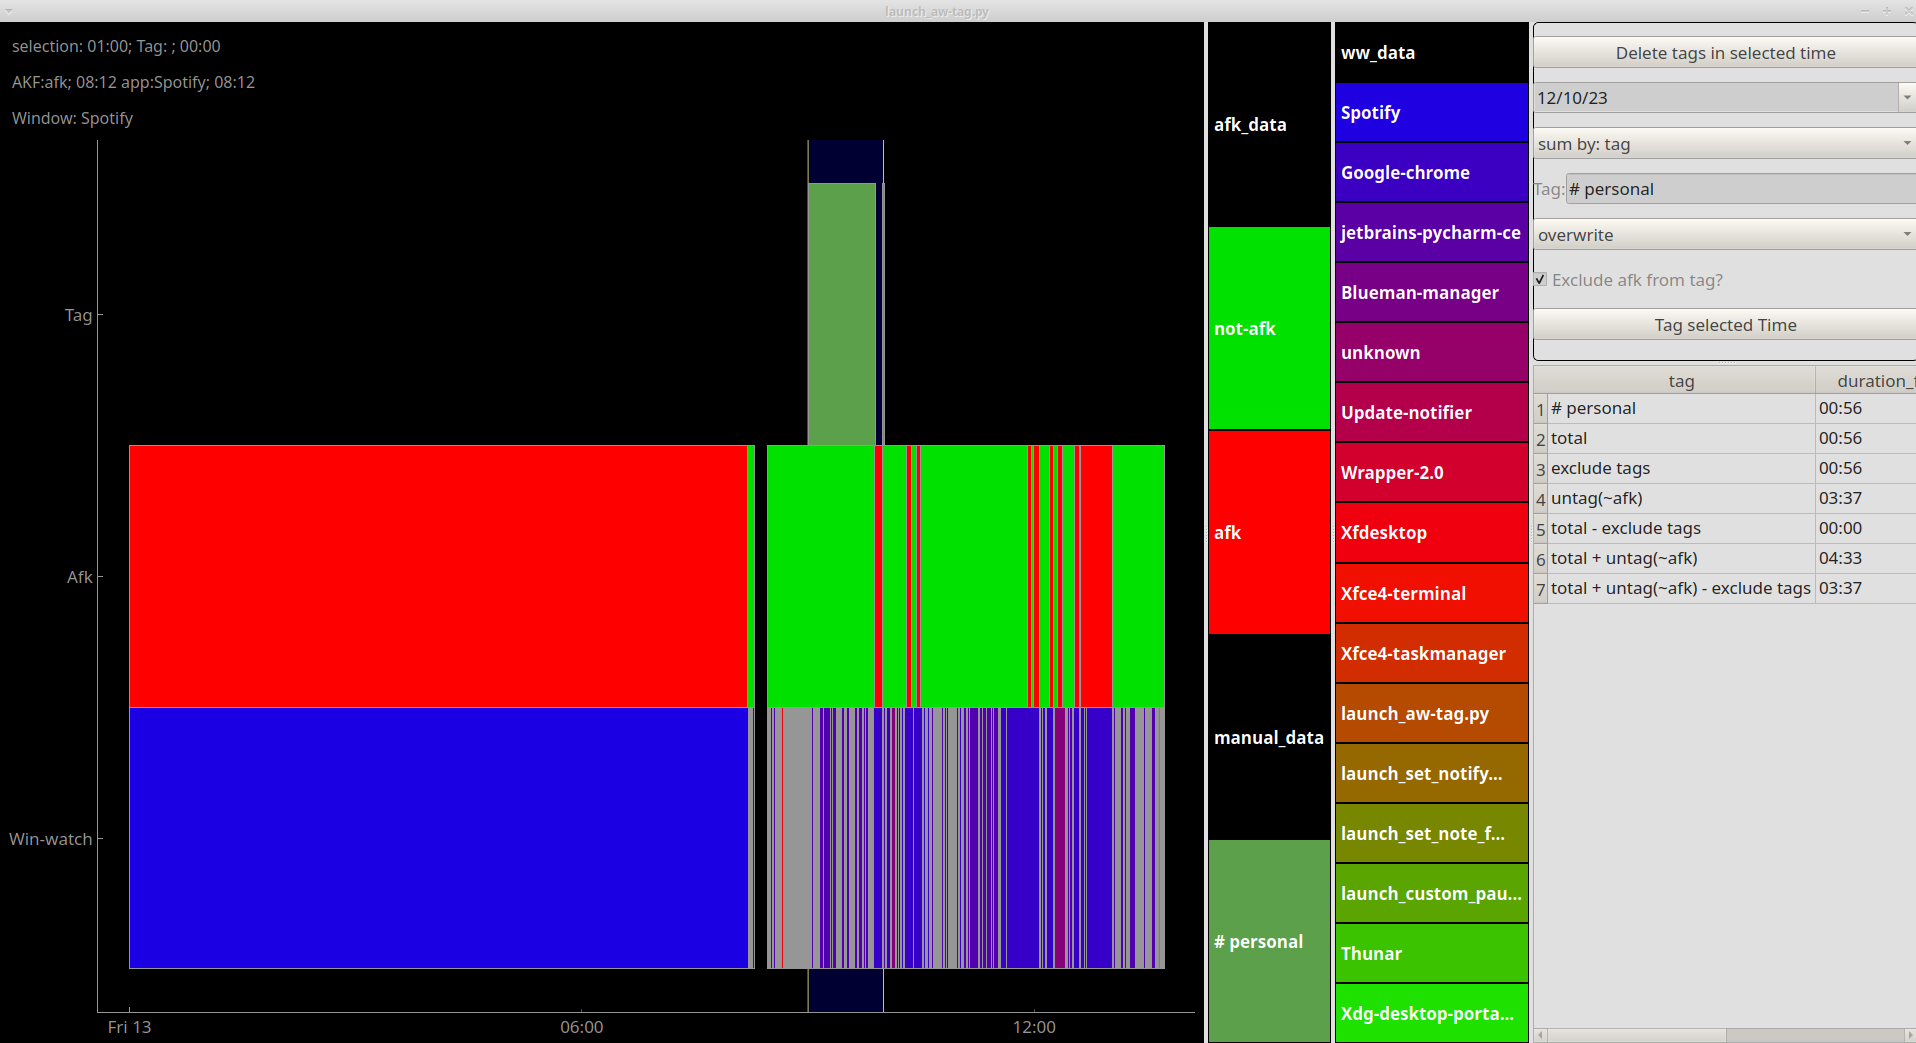 launch_aw-tag.py
selection: 01:00; Tag: ; 00:00
AKF:afk; 08:12 app:Spotify; 08:12
Window: Spotify
Tag
Afk
Win-watch
Fri 13
06:00
12:00
afk_data
not-afk
afk
manual_data
# personal
ww_data
Spotify
Google-chrome
jetbrains-pycharm-ce
Blueman-manager
unknown
Update-notifier
Wrapper-2.0
Xfdesktop
Xfce4-terminal
Xfce4-taskmanager
launch_aw-tag.py
launch_set_notify...
launch_set_note_f...
launch_custom_pau...
Thunar
Xdg-desktop-porta...
Delete tags in selected time
12/10/23
sum by: tag
Tag: # personal
overwrite
Exclude afk from tag?
Tag selected Time
tag duration_
1 # personal 00:56
2 total 00:56
3 exclude tags 00:56
4 untag(~afk) 03:37
5 total - exclude tags 00:00
6 total + untag(~afk) 04:33
7 total + untag(~afk) - exclude tags 03:37